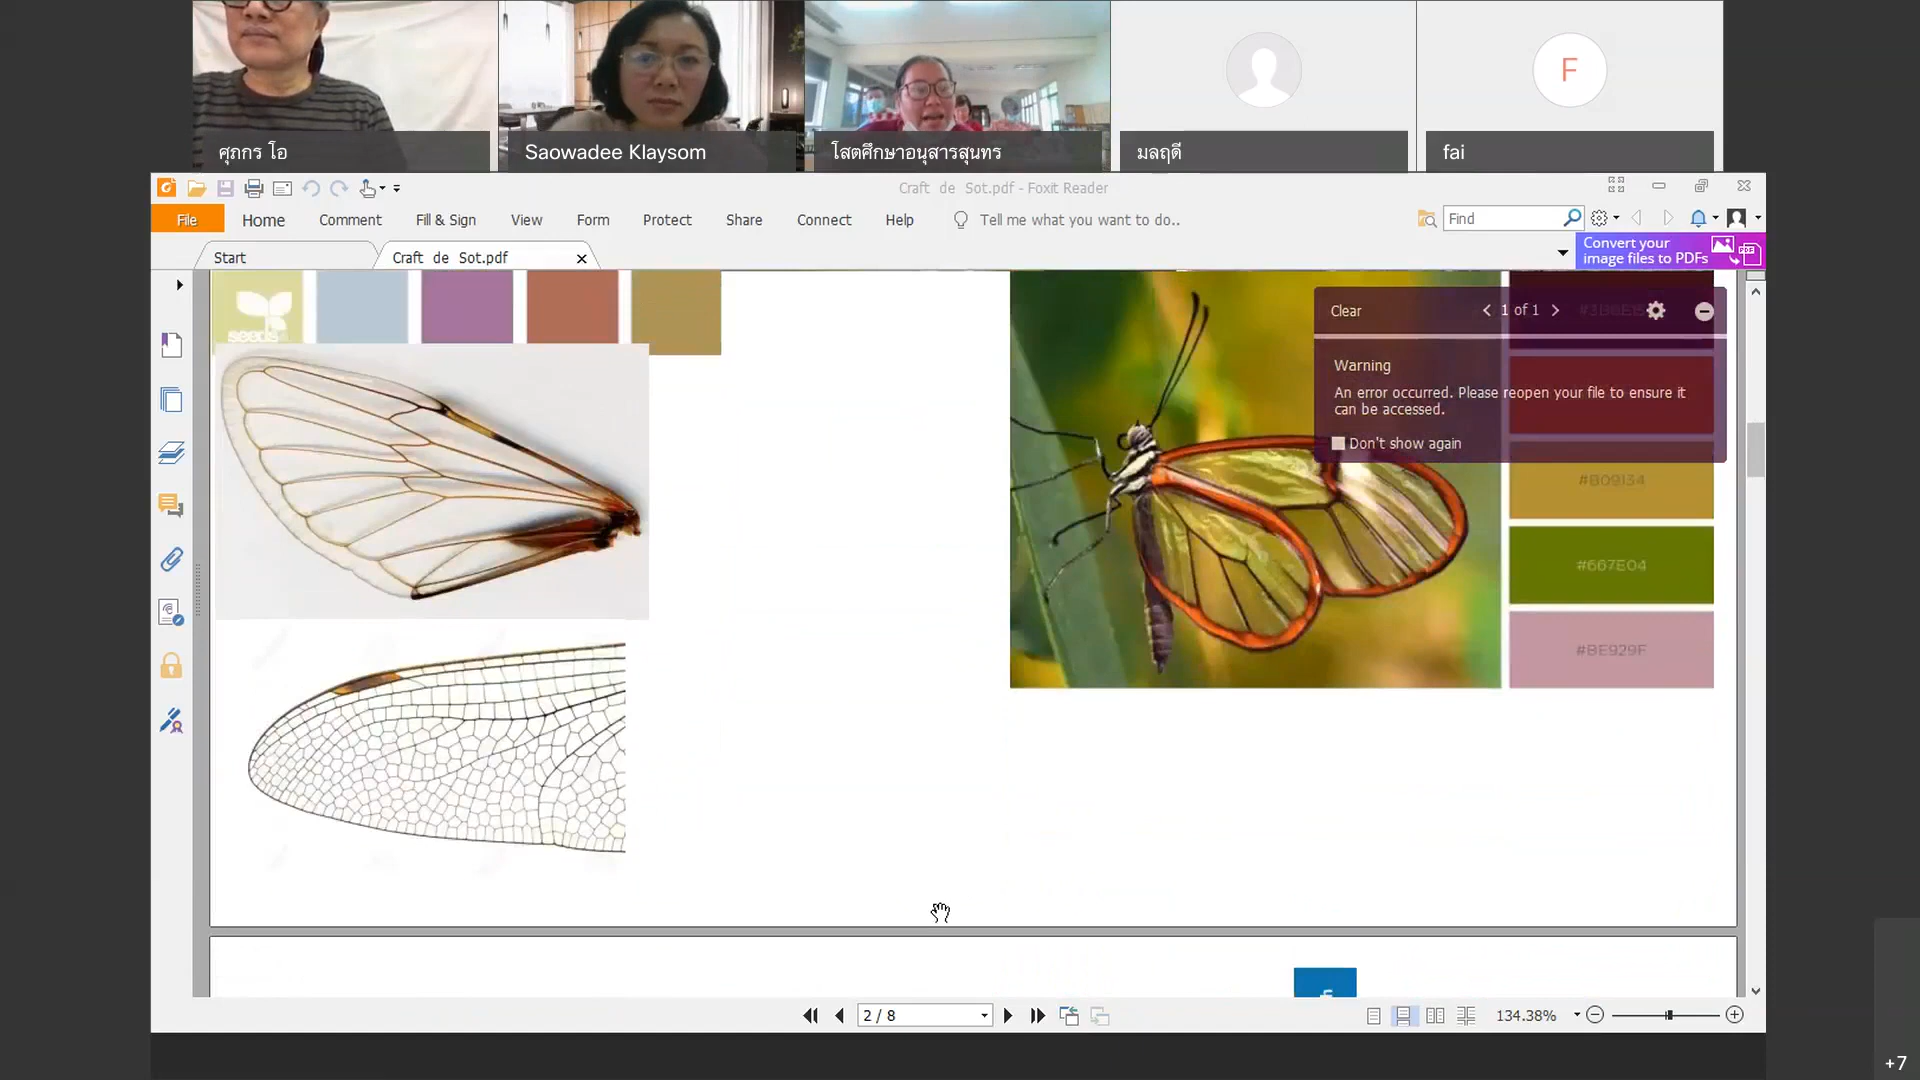 ศุภกร โอ
Saowadee Klaysom
โสตศึกษาอนุสารสุนทร
มลฤดี
F
fai
Craft de Sot.pdf - Foxit Reader
File
Home
Comment
Fill & Sign
View
Form
Protect
Share
Connect
Help
Tell me what you want to do..
Find
Start
Craft de Sot.pdf
Convert your
image files to PDFs
PDF
seeds
Clear
1 of 1
Warning
An error occurred. Please reopen your file to ensure it
can be accessed.
Don't show again
#B09134
#667E04
#BE929F
2 / 8
134.38%
+7